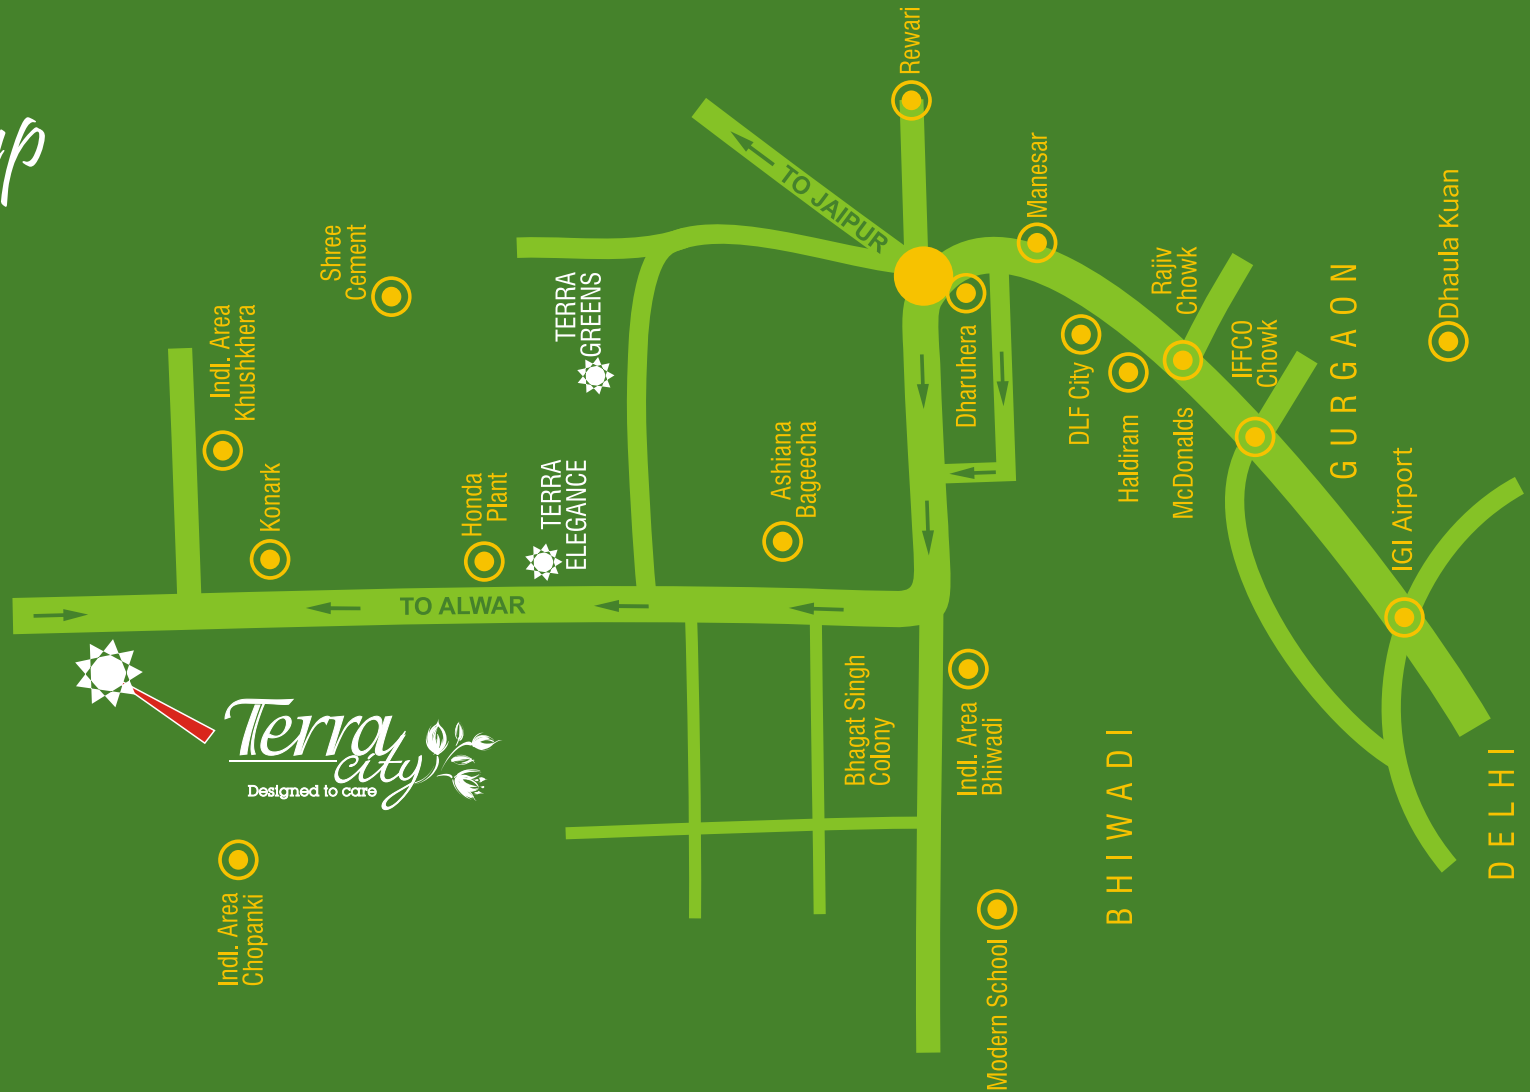 Rewari
TO JAIPUR
Manesar
Shree
Cement
Rajiv
Chowk
Dhaula Kuan
TERRA
GREENS
Indl. Area
Khushkhera
Dharuhera
DLF City
IFFCO
Chowk
GURGAON
Haldiram
McDonalds
Konark
Honda
Plant
TERRA
ELEGANCE
Ashiana
Bageecha
IGI Airport
TO ALWAR
Terra
city
Designed to care
Bhagat Singh
Colony
Indl. Area
Bhiwadi
BHIWADI
DELHI
Indl. Area
Chopanki
Modern School